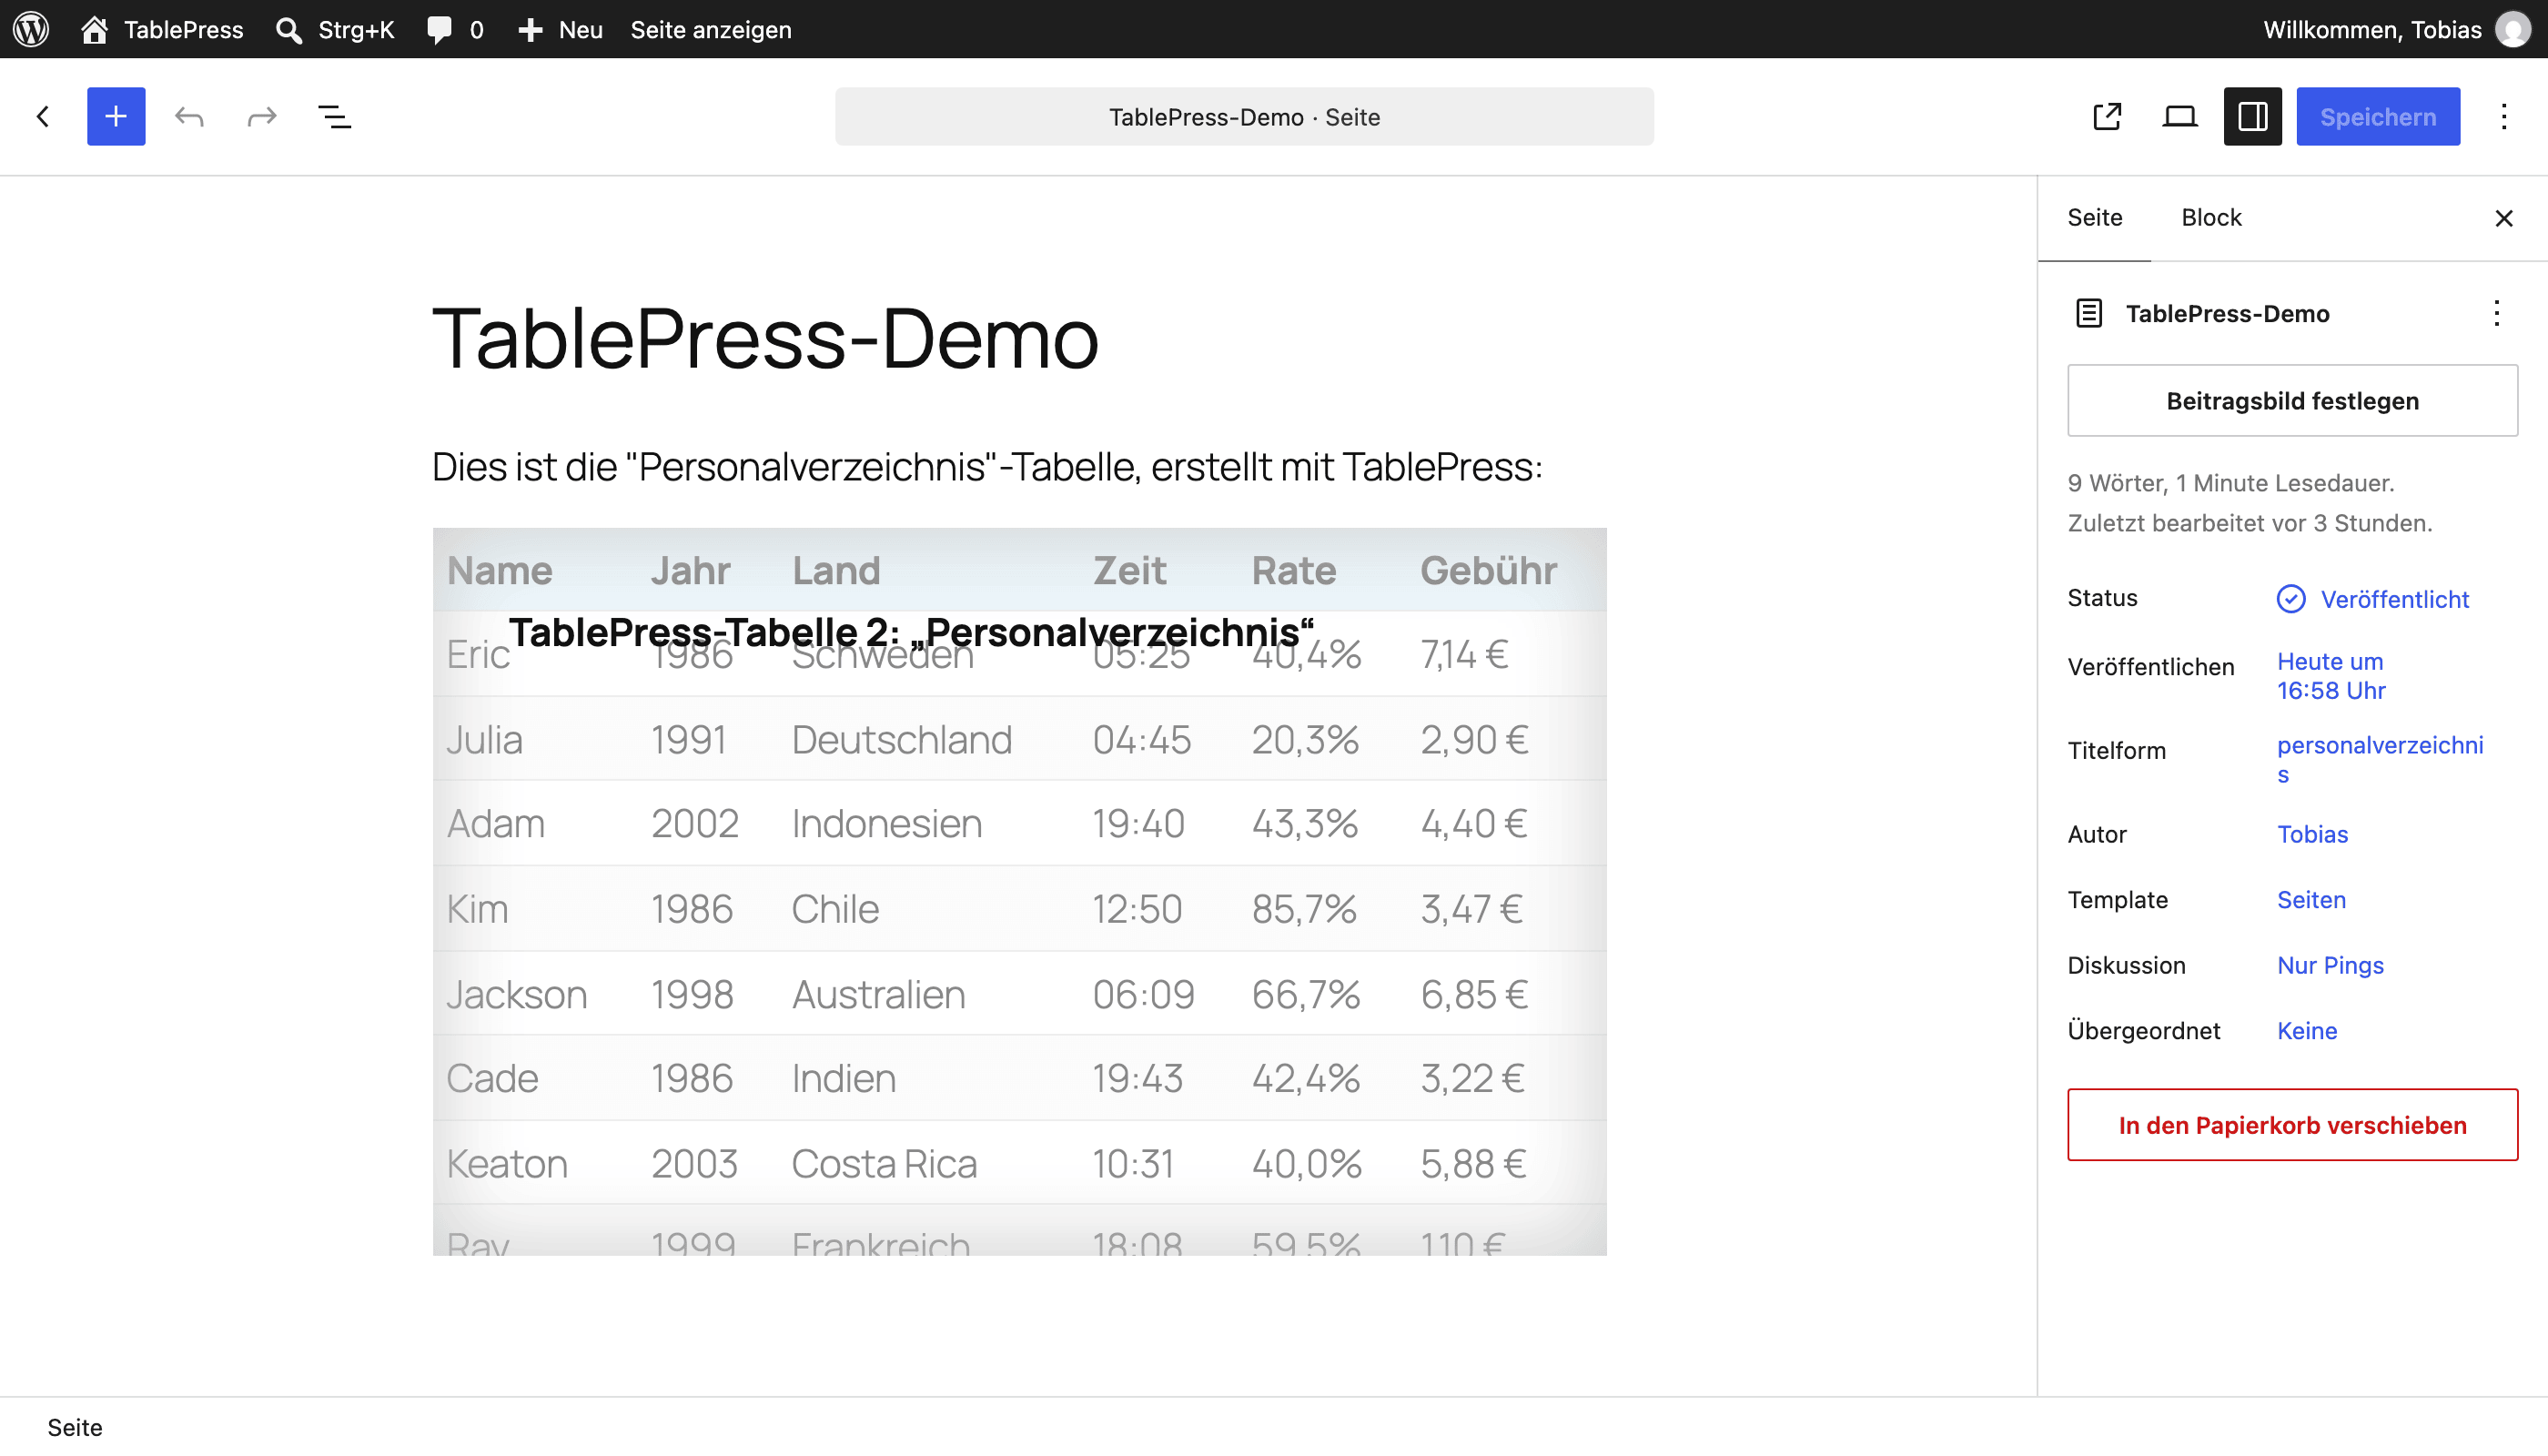 TablePress Strg+K 0 Neu Seite anzeigen Willkommen, Tobias
TablePress-Demo · Seite
Speichern
TablePress-Demo
Dies ist die "Personalverzeichnis"-Tabelle, erstellt mit TablePress:
Name Jahr Land Zeit Rate Gebühr
TablePress-Tabelle 2: „Personalverzeichnis“
Eric 1986 Schweden 05:25 40,4% 7,14 €
Julia 1991 Deutschland 04:45 20,3% 2,90 €
Adam 2002 Indonesien 19:40 43,3% 4,40 €
Kim 1986 Chile 12:50 85,7% 3,47 €
Jackson 1998 Australien 06:09 66,7% 6,85 €
Cade 1986 Indien 19:43 42,4% 3,22 €
Keaton 2003 Costa Rica 10:31 40,0% 5,88 €
Ray 1999 Frankreich 18:08 59,5% 1,10 €
Seite Block
TablePress-Demo
Beitragsbild festlegen
9 Wörter, 1 Minute Lesedauer.
Zuletzt bearbeitet vor 3 Stunden.
Status Veröffentlicht
Veröffentlichen Heute um
16:58 Uhr
Titelform personalverzeichni
s
Autor Tobias
Template Seiten
Diskussion Nur Pings
Übergeordnet Keine
In den Papierkorb verschieben
Seite